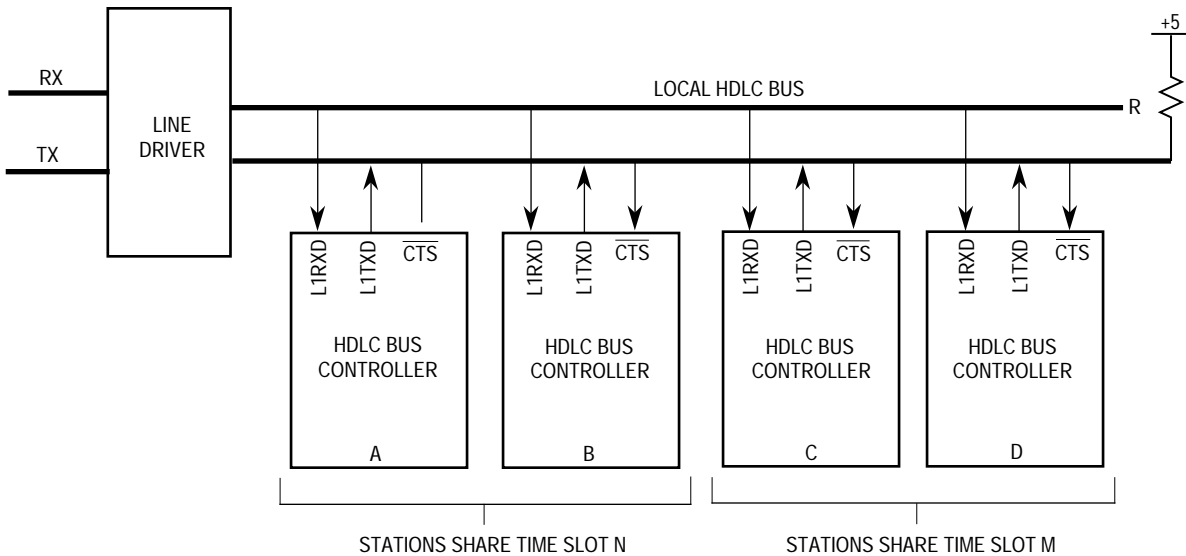 +5
RX
LOCAL HDLC BUS
R
LINE
DRIVER
TX
L1RXD
L1TXD
CTS
L1RXD
L1TXD
CTS
L1RXD
L1TXD
CTS
L1RXD
L1TXD
CTS
HDLC BUS
CONTROLLER
A
HDLC BUS
CONTROLLER
B
HDLC BUS
CONTROLLER
C
HDLC BUS
CONTROLLER
D
STATIONS SHARE TIME SLOT N
STATIONS SHARE TIME SLOT M